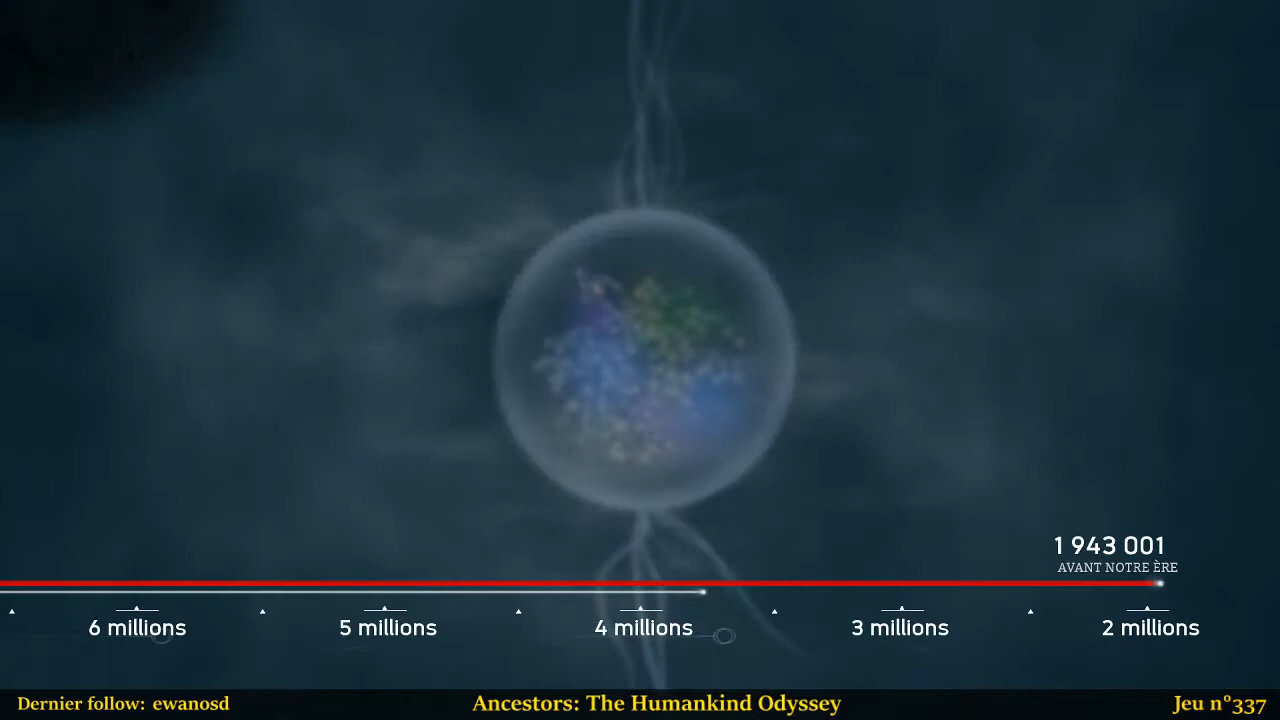 1 943 001
AVANT NOTRE ÈRE
6 millions 5 millions 4 millions 3 millions 2 millions
Dernier follow: ewanosd Ancestors: The Humankind Odyssey Jeu n°337